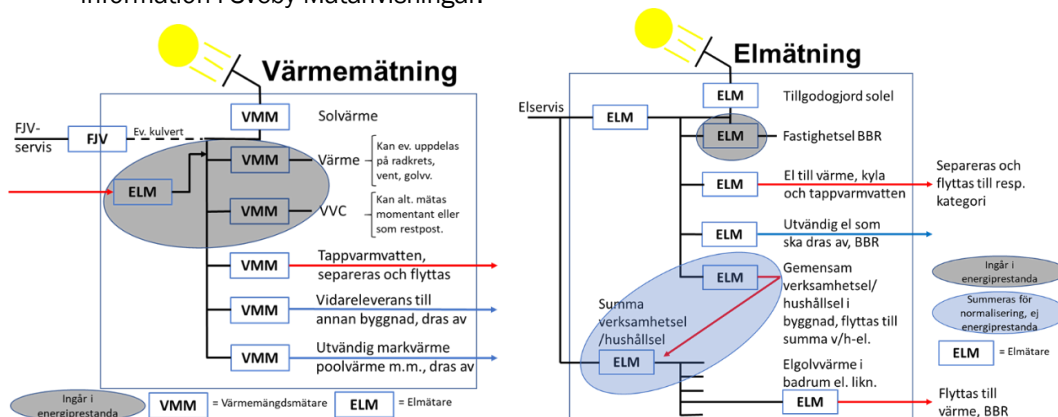 information i Sveby Mätanvisningar.
Värmemätning
VMM
Solvärme
FJV-
servis
FJV
Ev. kulvert
VMM
Värme
Kan ev. uppdelas
på radkrets,
vent, golvv.
ELM
VMM
VVC
Kan alt. mätas
momentant eller
som restpost.
VMM
Tappvarmvatten,
separeras och flyttas
VMM
Vidareleverans till
annan byggnad, dras av
VMM
Utvändig markvärme
poolvärme m.m., dras av
Ingår i
energiprestanda
VMM = Värmemängdsmätare
ELM = Elmätare
Elmätning
ELM
Tillgodogjord solel
Elservis
ELM
ELM
Fastighetsel BBR
ELM
El till värme, kyla
och tappvarmvatten
Separeras och
flyttas till resp.
kategori
ELM
Utvändig el som
ska dras av, BBR
ELM
Gemensam
verksamhetsel/
hushållsel i
byggnad, flyttas till
summa v/h-el.
Summa
verksamhetsel
/hushållsel
ELM
Elgolvvärme i
badrum el. likn.
ELM
Flyttas till
värme, BBR
Ingår i
energiprestanda
Summeras för
normalisering, ej
energiprestanda
ELM = Elmätare